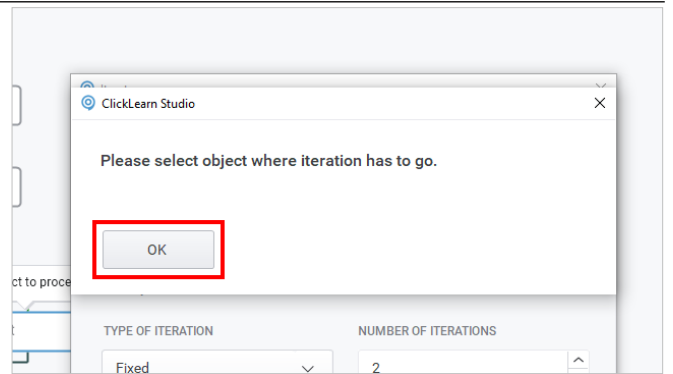 ClickLearn Studio
Please select object where iteration has to go.
OK
ct to proce
t
TYPE OF ITERATION
NUMBER OF ITERATIONS
Fixed
2